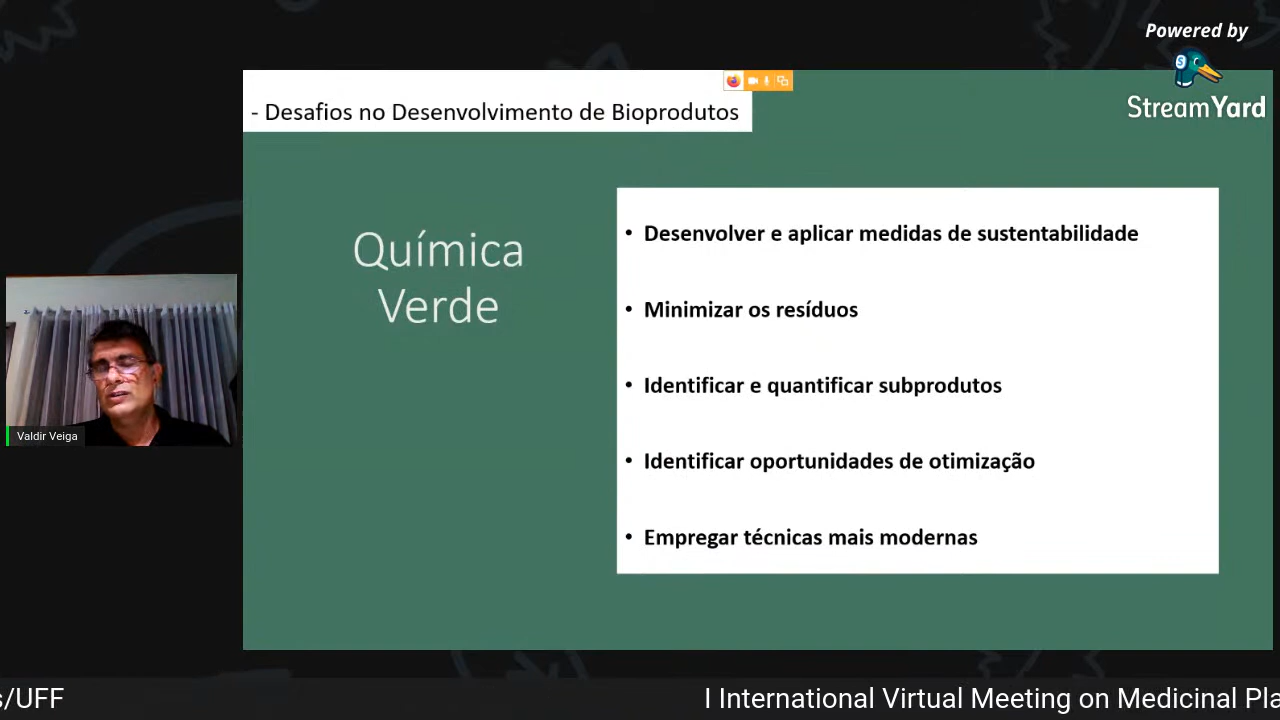 Powered by
StreamYard
- Desafios no Desenvolvimento de Bioprodutos
Química
Verde
• Desenvolver e aplicar medidas de sustentabilidade
• Minimizar os resíduos
• Identificar e quantificar subprodutos
• Identificar oportunidades de otimização
• Empregar técnicas mais modernas
Valdir Veiga
s/UFF
I International Virtual Meeting on Medicinal Pla